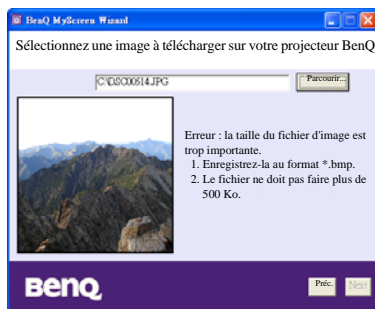 BenQ MyScreen Wizard
Sélectionnez une image à télécharger sur votre projecteur BenQ
C:\DSC00514.JPG
Parcourir...
Erreur : la taille du fichier d'image est
trop importante.
1. Enregistrez-la au format *.bmp.
2. Le fichier ne doit pas faire plus de
500 Ko.
BenQ
Préc.
Next